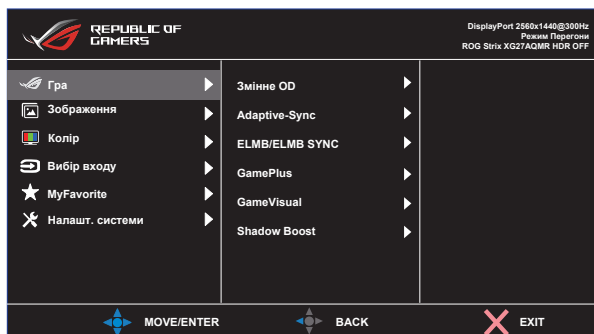 REPUBLIC OF
GAMERS
DisplayPort 2560x1440@300Hz
Режим Перегони
ROG Strix XG27AQMR HDR OFF
Гра
Зображення
Колір
Вибір входу
MyFavorite
Налашт. системи
Змінне OD
Adaptive-Sync
ELMB/ELMB SYNC
GamePlus
GameVisual
Shadow Boost
MOVE/ENTER
BACK
EXIT